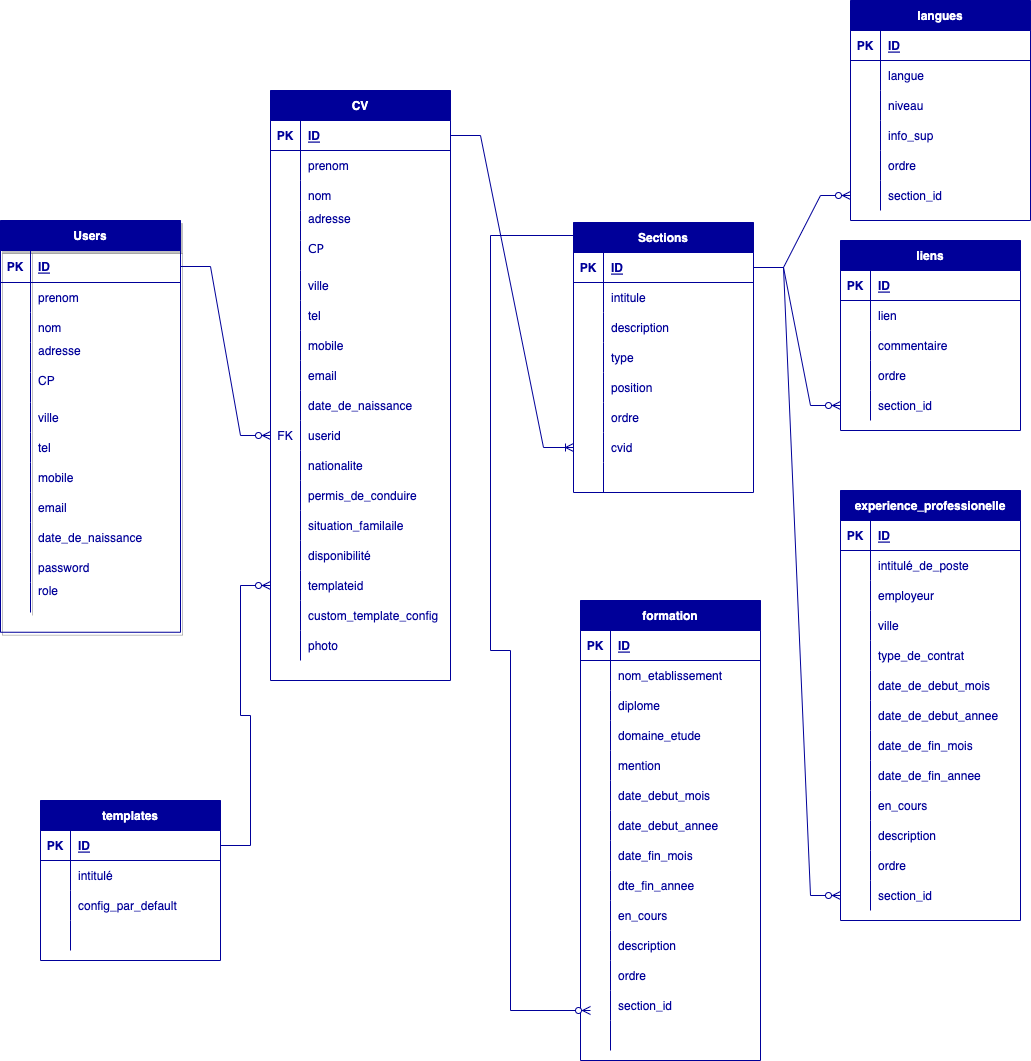 langues
PK ID
langue
niveau
info_sup
ordre
section_id
CV
PK ID
prenom
nom
adresse
CP
ville
tel
mobile
email
date_de_naissance
FK userid
nationalite
permis_de_conduire
situation_familaile
disponibilité
templateid
custom_template_config
photo
Users
PK ID
prenom
nom
adresse
CP
ville
tel
mobile
email
date_de_naissance
password
role
Sections
PK ID
intitule
description
type
position
ordre
cvid
liens
PK ID
lien
commentaire
ordre
section_id
experience_professionelle
PK ID
intitulé_de_poste
employeur
ville
type_de_contrat
date_de_debut_mois
date_de_debut_annee
date_de_fin_mois
date_de_fin_annee
en_cours
description
ordre
section_id
formation
PK ID
nom_etablissement
diplome
domaine_etude
mention
date_debut_mois
date_debut_annee
date_fin_mois
dte_fin_annee
en_cours
description
ordre
section_id
templates
PK ID
intitulé
config_par_default